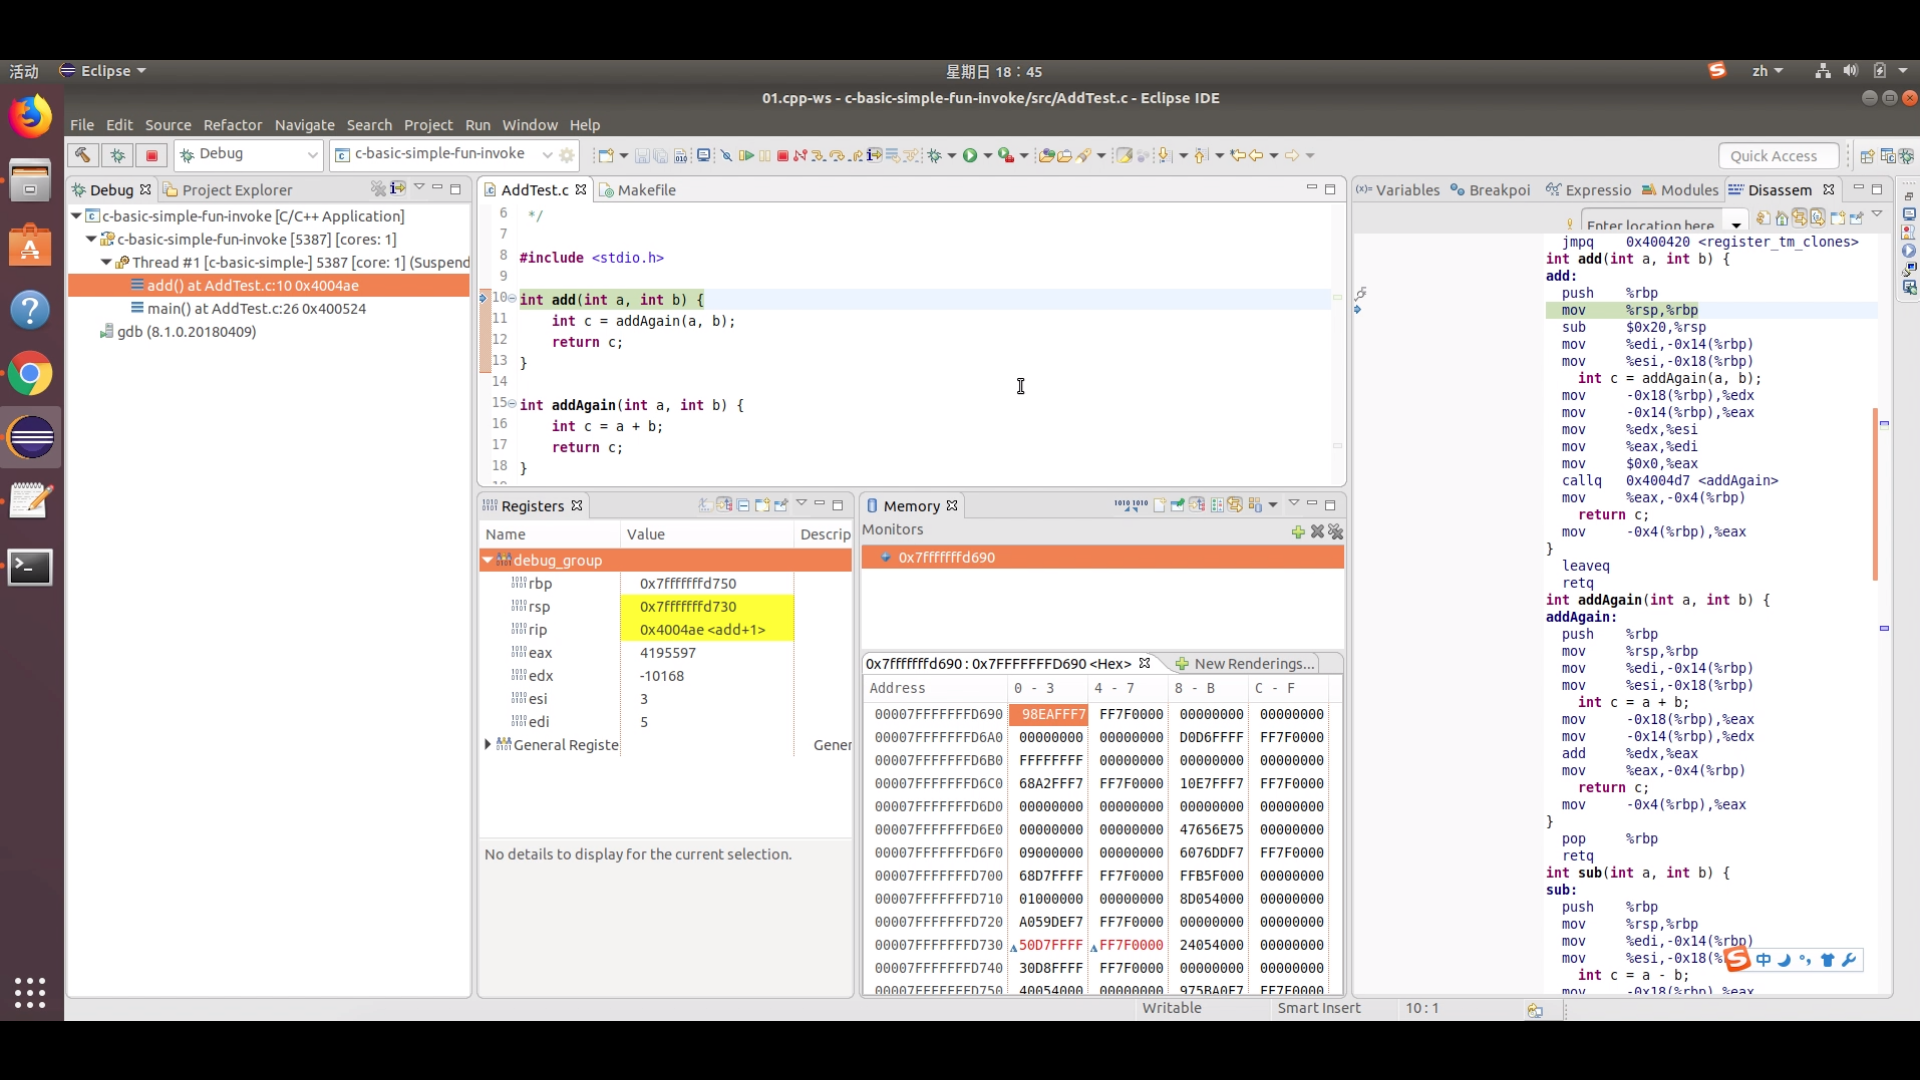 活动 Eclipse 星期日 18：45 zh
01.cpp-ws - c-basic-simple-fun-invoke/src/AddTest.c - Eclipse IDE
File Edit Source Refactor Navigate Search Project Run Window Help
Debug c-basic-simple-fun-invoke Quick Access
Debug Project Explorer
c-basic-simple-fun-invoke [C/C++ Application]
c-basic-simple-fun-invoke [5387] [cores: 1]
Thread #1 [c-basic-simple-] 5387 [core: 1] (Suspend
add() at AddTest.c:10 0x4004ae
main() at AddTest.c:26 0x400524
gdb (8.1.0.20180409)
AddTest.c Makefile
6 */
7
8 #include <stdio.h>
9
10 int add(int a, int b) {
11 int c = addAgain(a, b);
12 return c;
13 }
14
15 int addAgain(int a, int b) {
16 int c = a + b;
17 return c;
18 }
Registers
Name Value Descrip
debug_group
rbp 0x7fffffffd750
rsp 0x7fffffffd730
rip 0x4004ae <add+1>
eax 4195597
edx -10168
esi 3
edi 5
General Registe Gener
No details to display for the current selection.
Memory
Monitors
0x7fffffffd690
0x7fffffffd690 : 0x7FFFFFFFD690 <Hex> New Renderings...
Address 0 - 3 4 - 7 8 - B C - F
00007FFFFFFFD690 98EAFFF7 FF7F0000 00000000 00000000
00007FFFFFFFD6A0 00000000 00000000 D0D6FFFF FF7F0000
00007FFFFFFFD6B0 FFFFFFFF 00000000 00000000 00000000
00007FFFFFFFD6C0 68A2FFF7 FF7F0000 10E7FFF7 FF7F0000
00007FFFFFFFD6D0 00000000 00000000 00000000 00000000
00007FFFFFFFD6E0 00000000 00000000 47656E75 00000000
00007FFFFFFFD6F0 09000000 00000000 6076DDF7 FF7F0000
00007FFFFFFFD700 68D7FFFF FF7F0000 FFB5F000 00000000
00007FFFFFFFD710 01000000 00000000 8D054000 00000000
00007FFFFFFFD720 A059DEF7 FF7F0000 00000000 00000000
00007FFFFFFFD730 50D7FFFF FF7F0000 24054000 00000000
00007FFFFFFFD740 30D8FFFF FF7F0000 00000000 00000000
00007FFFFFFFD750 40054000 00000000 975BA0F7 FF7F0000
Variables Breakpoi Expressio Modules Disassem
Enter location here
jmpq 0x400420 <register_tm_clones>
int add(int a, int b) {
add:
push %rbp
mov %rsp,%rbp
sub $0x20,%rsp
mov %edi,-0x14(%rbp)
mov %esi,-0x18(%rbp)
int c = addAgain(a, b);
mov -0x18(%rbp),%edx
mov -0x14(%rbp),%eax
mov %edx,%esi
mov %eax,%edi
mov $0x0,%eax
callq 0x4004d7 <addAgain>
mov %eax,-0x4(%rbp)
return c;
mov -0x4(%rbp),%eax
}
leaveq
retq
int addAgain(int a, int b) {
addAgain:
push %rbp
mov %rsp,%rbp
mov %edi,-0x14(%rbp)
mov %esi,-0x18(%rbp)
int c = a + b;
mov -0x18(%rbp),%edx
mov -0x14(%rbp),%eax
add %edx,%eax
mov %eax,-0x4(%rbp)
return c;
mov -0x4(%rbp),%eax
}
pop %rbp
retq
int sub(int a, int b) {
sub:
push %rbp
mov %rsp,%rbp
mov %edi,-0x14(%rbp)
mov %esi,-0x18(%
int c = a - b;
mov -0x18(%rbp),%eax
中
Writable Smart Insert 10 : 1